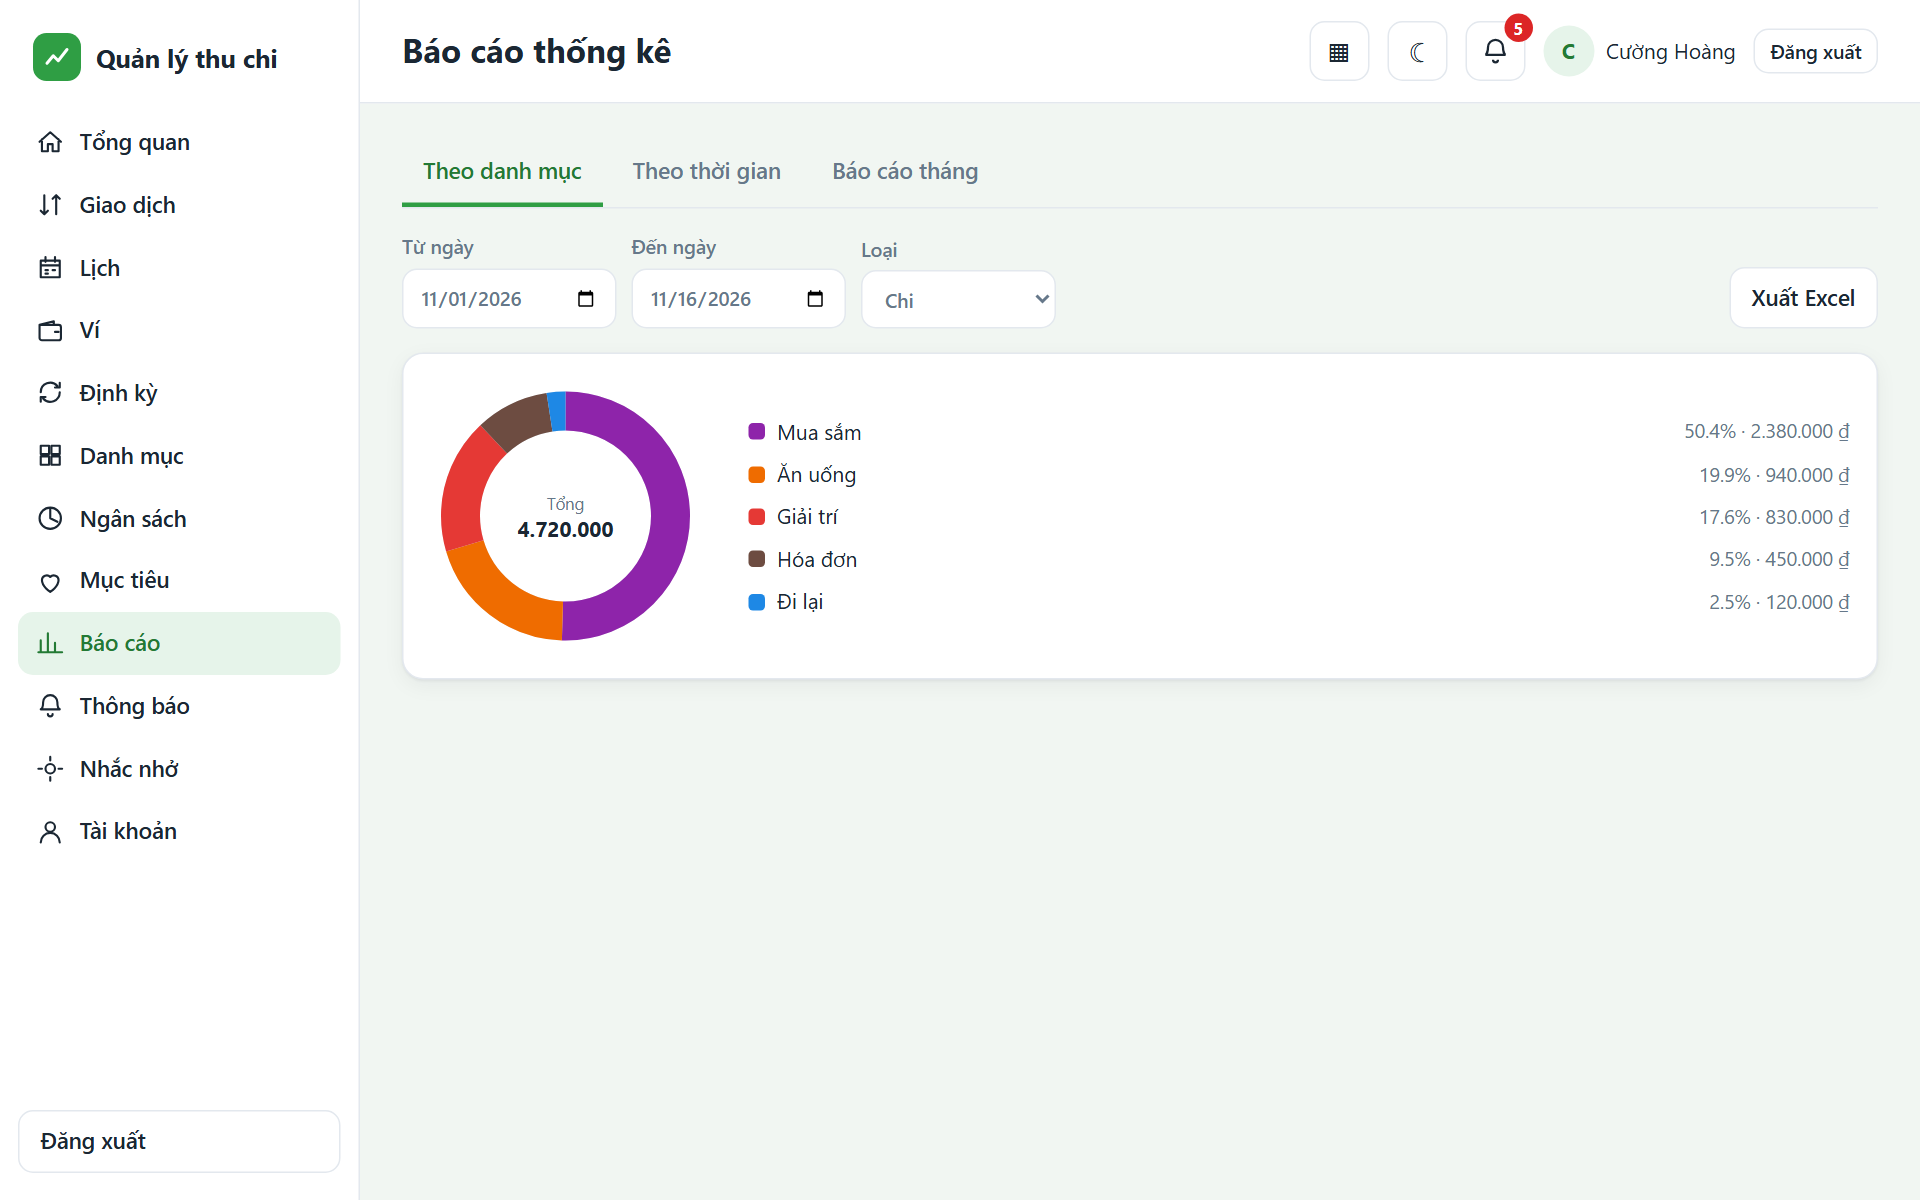 Quản lý thu chi
Tổng quan
Giao dịch
Lịch
Ví
Định kỳ
Danh mục
Ngân sách
Mục tiêu
Báo cáo
Thông báo
Nhắc nhở
Tài khoản
Đăng xuất
Báo cáo thống kê
5
C
Cường Hoàng
Đăng xuất
Theo danh mục
Theo thời gian
Báo cáo tháng
Từ ngày
Đến ngày
Loại
11/01/2026
11/16/2026
Chi
Xuất Excel
Tổng
4.720.000
Mua sắm
50.4% · 2.380.000 ₫
Ăn uống
19.9% · 940.000 ₫
Giải trí
17.6% · 830.000 ₫
Hóa đơn
9.5% · 450.000 ₫
Đi lại
2.5% · 120.000 ₫